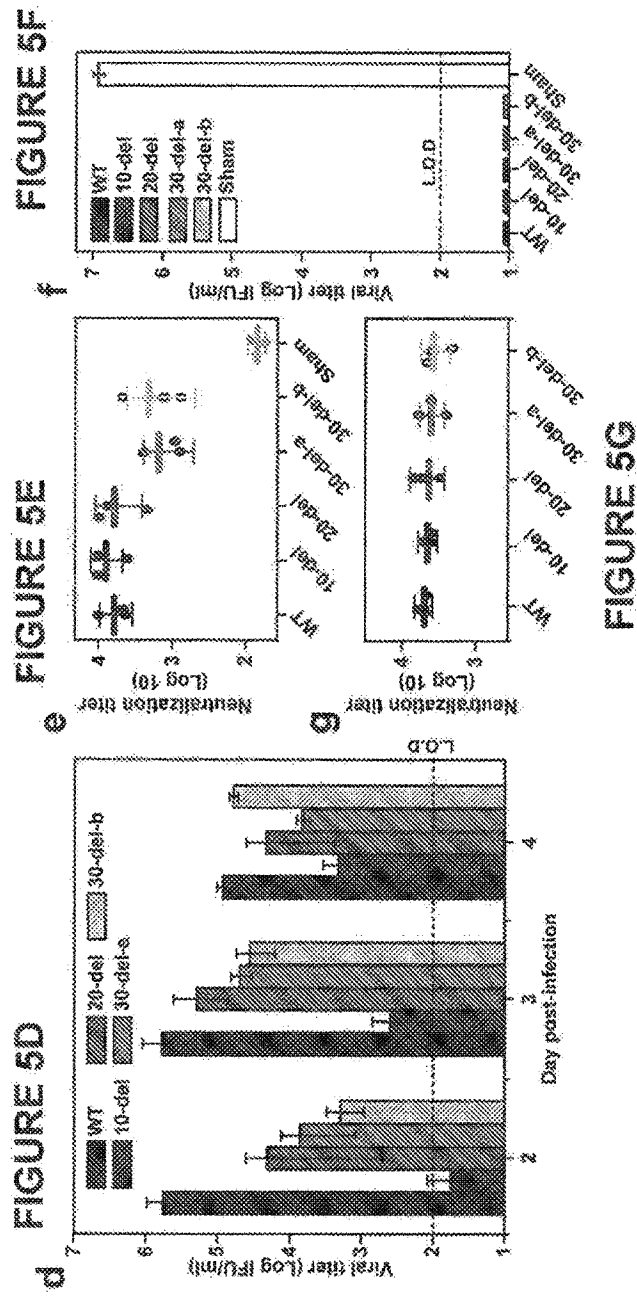 FIGURE 5D
d
Viral titer (Log IFU/ml)
7
6
5
4
3
2
1
WT
20-del
30-del-b
10-del
30-del-a
L.O.D
2
3
4
Day post-infection
FIGURE 5E
e
Neutralization titer
(Log 10)
4
3
2
WT
10-del
20-del
30-del-a
30-del-b
Sham
FIGURE 5F
f
Viral titer (Log IFU/ml)
7
6
5
4
3
2
1
WT
10-del
20-del
30-del-a
30-del-b
Sham
L.O.D
WT
10-del
20-del
30-del-a
30-del-b
Sham
g
Neutralization titer
(Log 10)
4
3
WT
10-del
20-del
30-del-a
30-del-b
FIGURE 5G